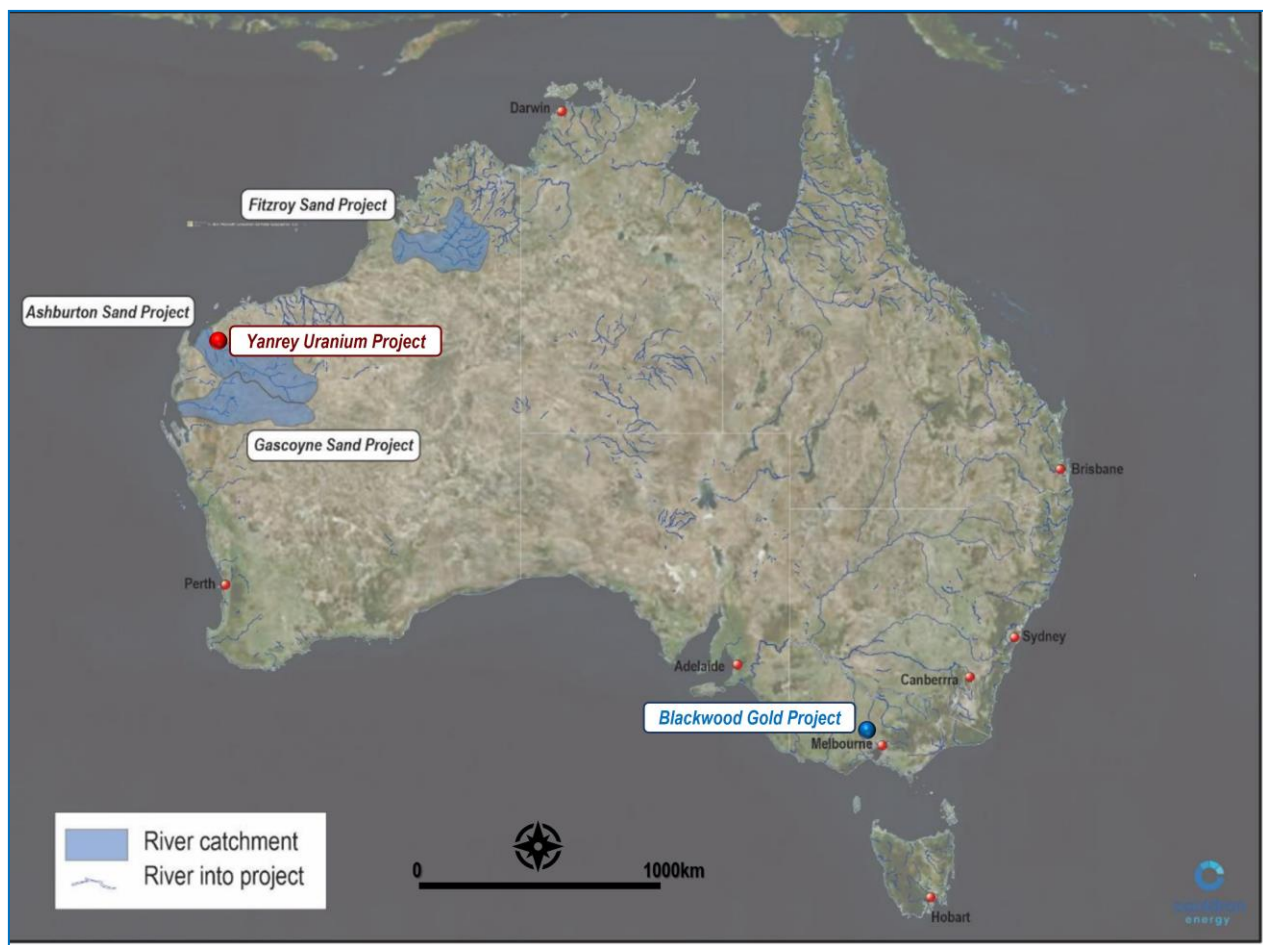 Darwin
Fitzroy Sand Project
Ashburton Sand Project
Yanrey Uranium Project
Gascoyne Sand Project
Brisbane
Perth
Sydney
Adelaide
Canberrra
Blackwood Gold Project
Melbourne
River catchment
River into project
0 1000km
Hobart
energy